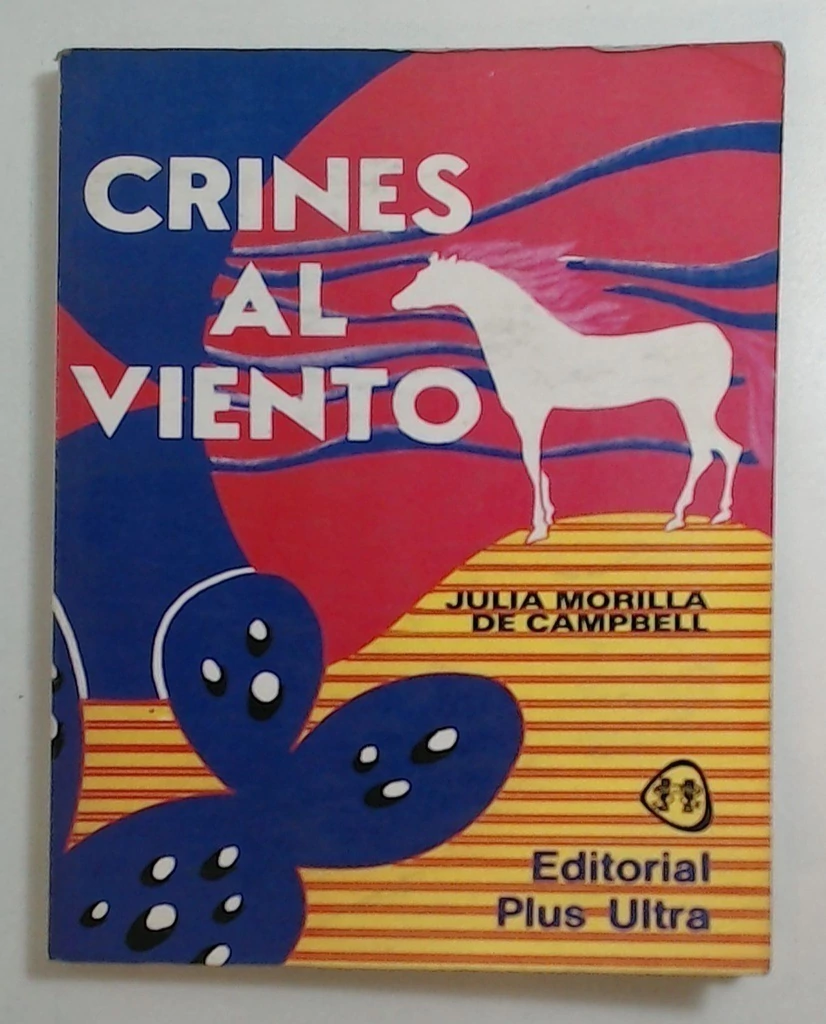 CRINES
AL
VIENTO
JULIA MORILLA
DE CAMPBELL
Editorial
Plus Ultra